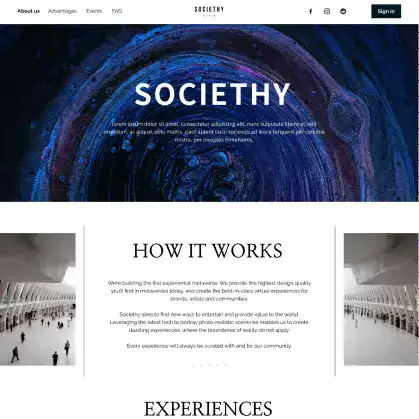 About us Advantages Events FAQ
SOCIETHY
Sign in
SOCIETHY
lorem ipsum dolor sit amet, consectetur adipiscing elit, nunc vulputate libero et velit
interdum, ac aliquet odio mattis. class aptent taciti sociosqu ad litora torquent per conubia
nostra, per inceptos himenaeos.
HOW IT WORKS
We're building the first experiential metaverse. We provide the highest design quality
you'll find in metaverses today, and create the best-in-class virtual experiences for
brands, artists and communities.
Societhy aims to find new ways to entertain and provide value to the world.
Leveraging the latest tech to portray photo-realistic sceneries enables us to create
dazzling experiences, where the boundaries of reality do not apply.
Every experience will always be curated with and for our community.
EXPERIENCES